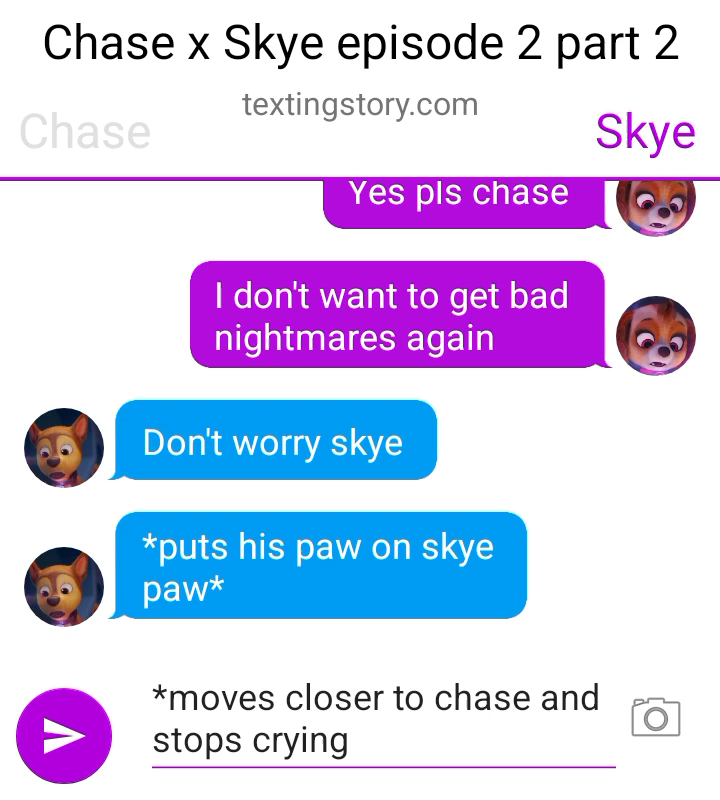 Chase x Skye episode 2 part 2
textingstory.com
Chase
Skye
Yes pls chase
I don't want to get bad
nightmares again
Don't worry skye
*puts his paw on skye
paw*
*moves closer to chase and
stops crying